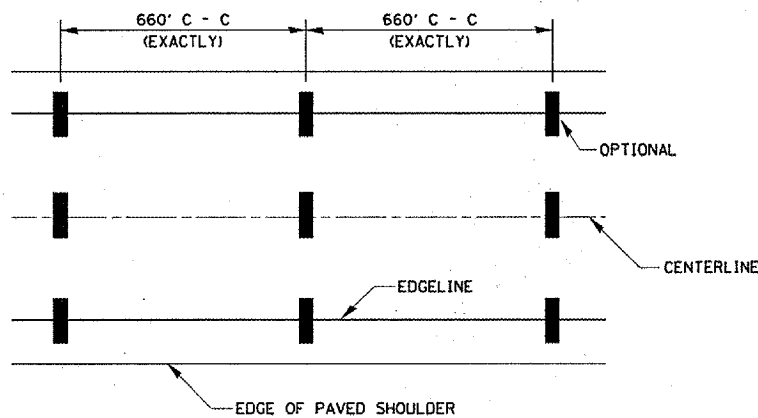 660' C - C
(EXACTLY)
660' C - C
(EXACTLY)
OPTIONAL
CENTERLINE
EDGELINE
EDGE OF PAVED SHOULDER